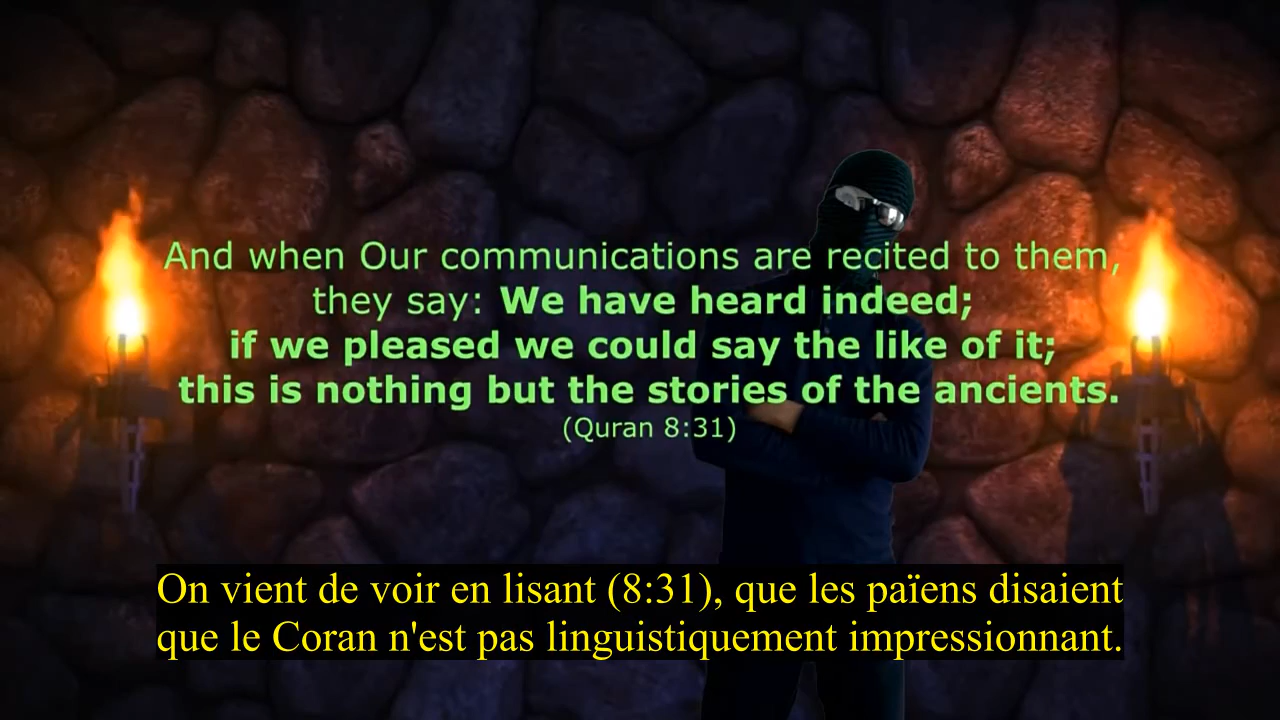 And when Our communications are recited to them,
they say: We have heard indeed;
if we pleased we could say the like of it;
this is nothing but the stories of the ancients.
(Quran 8:31)
On vient de voir en lisant (8:31), que les païens disaient
que le Coran n'est pas linguistiquement impressionnant.